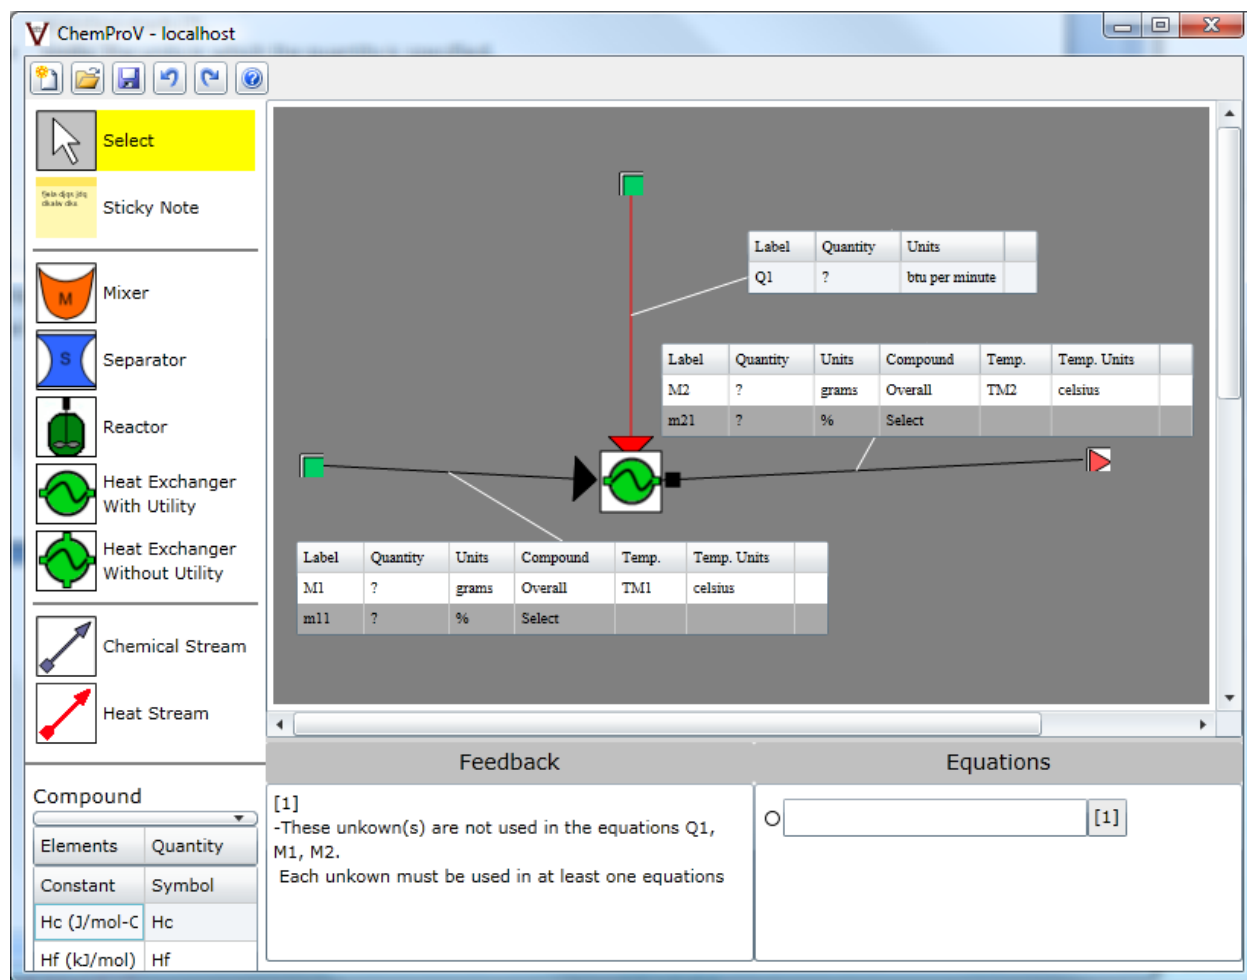 ChemProV - localhost
Select
Sticky Note
M
Mixer
S
Separator
Reactor
Heat Exchanger
With Utility
Heat Exchanger
Without Utility
Chemical Stream
Heat Stream
Compound
Elements Quantity
Constant Symbol
Hc (J/mol-C Hc
Hf (kJ/mol) Hf
Label Quantity Units
Q1 ? btu per minute
Label Quantity Units Compound Temp. Temp. Units
M2 ? grams Overall TM2 celsius
m21 ? % Select
Label Quantity Units Compound Temp. Temp. Units
M1 ? grams Overall TM1 celsius
m11 ? % Select
Feedback
[1]
-These unkown(s) are not used in the equations Q1,
M1, M2.
Each unkown must be used in at least one equations
Equations
[1]